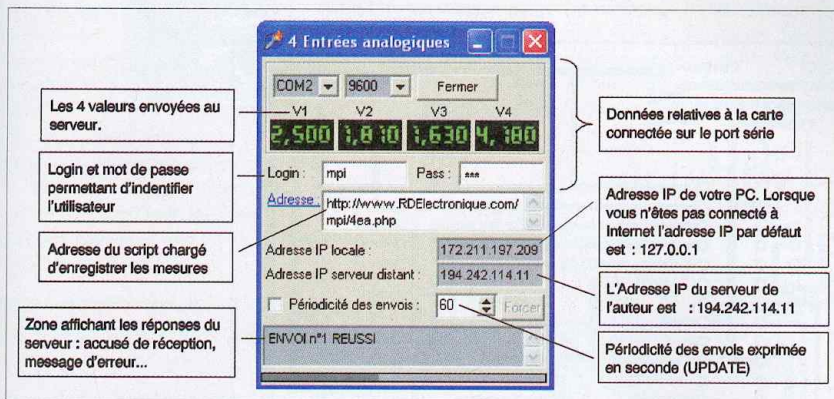 4 Entrées analogiques
COM2
9600
Fermer
V1
V2
V3
V4
2,500
1,810
1,630
4,180
Login :
mpi
Pass :
***
Adresse :
http://www.RDElectronique.com/
mpi/4ea.php
Adresse IP locale :
172.211.197.209
Adresse IP serveur distant :
194.242.114.11
Périodicité des envois :
60
Forcer
ENVOI n°1 REUSSI
Les 4 valeurs envoyées au
serveur.
Login et mot de passe
permettant d'indentifier
l'utilisateur
Adresse du script chargé
d'enregistrer les mesures
Zone affichant les réponses du
serveur : accusé de réception,
message d'erreur...
Données relatives à la carte
connectée sur le port série
Adresse IP de votre PC. Lorsque
vous n'êtes pas connecté à
Internet l'adresse IP par défaut
est : 127.0.0.1
L'Adresse IP du serveur de
l'auteur est : 194.242.114.11
Périodicité des envois exprimée
en seconde (UPDATE)